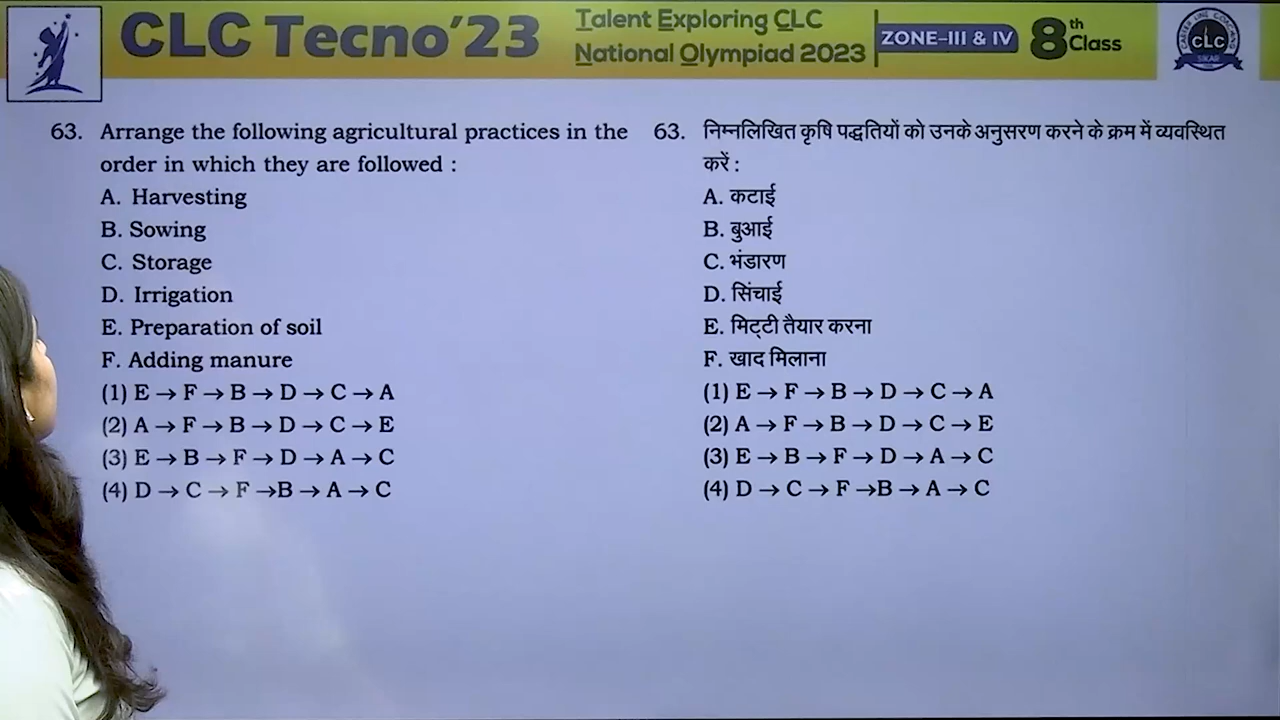 CLC Tecno'23
Talent Exploring CLC
National Olympiad 2023
ZONE-III & IV
8th Class
CLC
SIKAR
63. Arrange the following agricultural practices in the
order in which they are followed :
A. Harvesting
B. Sowing
C. Storage
D. Irrigation
E. Preparation of soil
F. Adding manure
(1) E → F → B → D → C → A
(2) A → F → B → D → C → E
(3) E → B → F → D → A → C
(4) D → C → F →B → A → C
63. निम्नलिखित कृषि पद्धतियों को उनके अनुसरण करने के क्रम में व्यवस्थित
करें :
A. कटाई
B. बुआई
C. भंडारण
D. सिंचाई
E. मिट्टी तैयार करना
F. खाद मिलाना
(1) E → F → B → D → C → A
(2) A → F → B → D → C → E
(3) E → B → F → D → A → C
(4) D → C → F →B → A → C